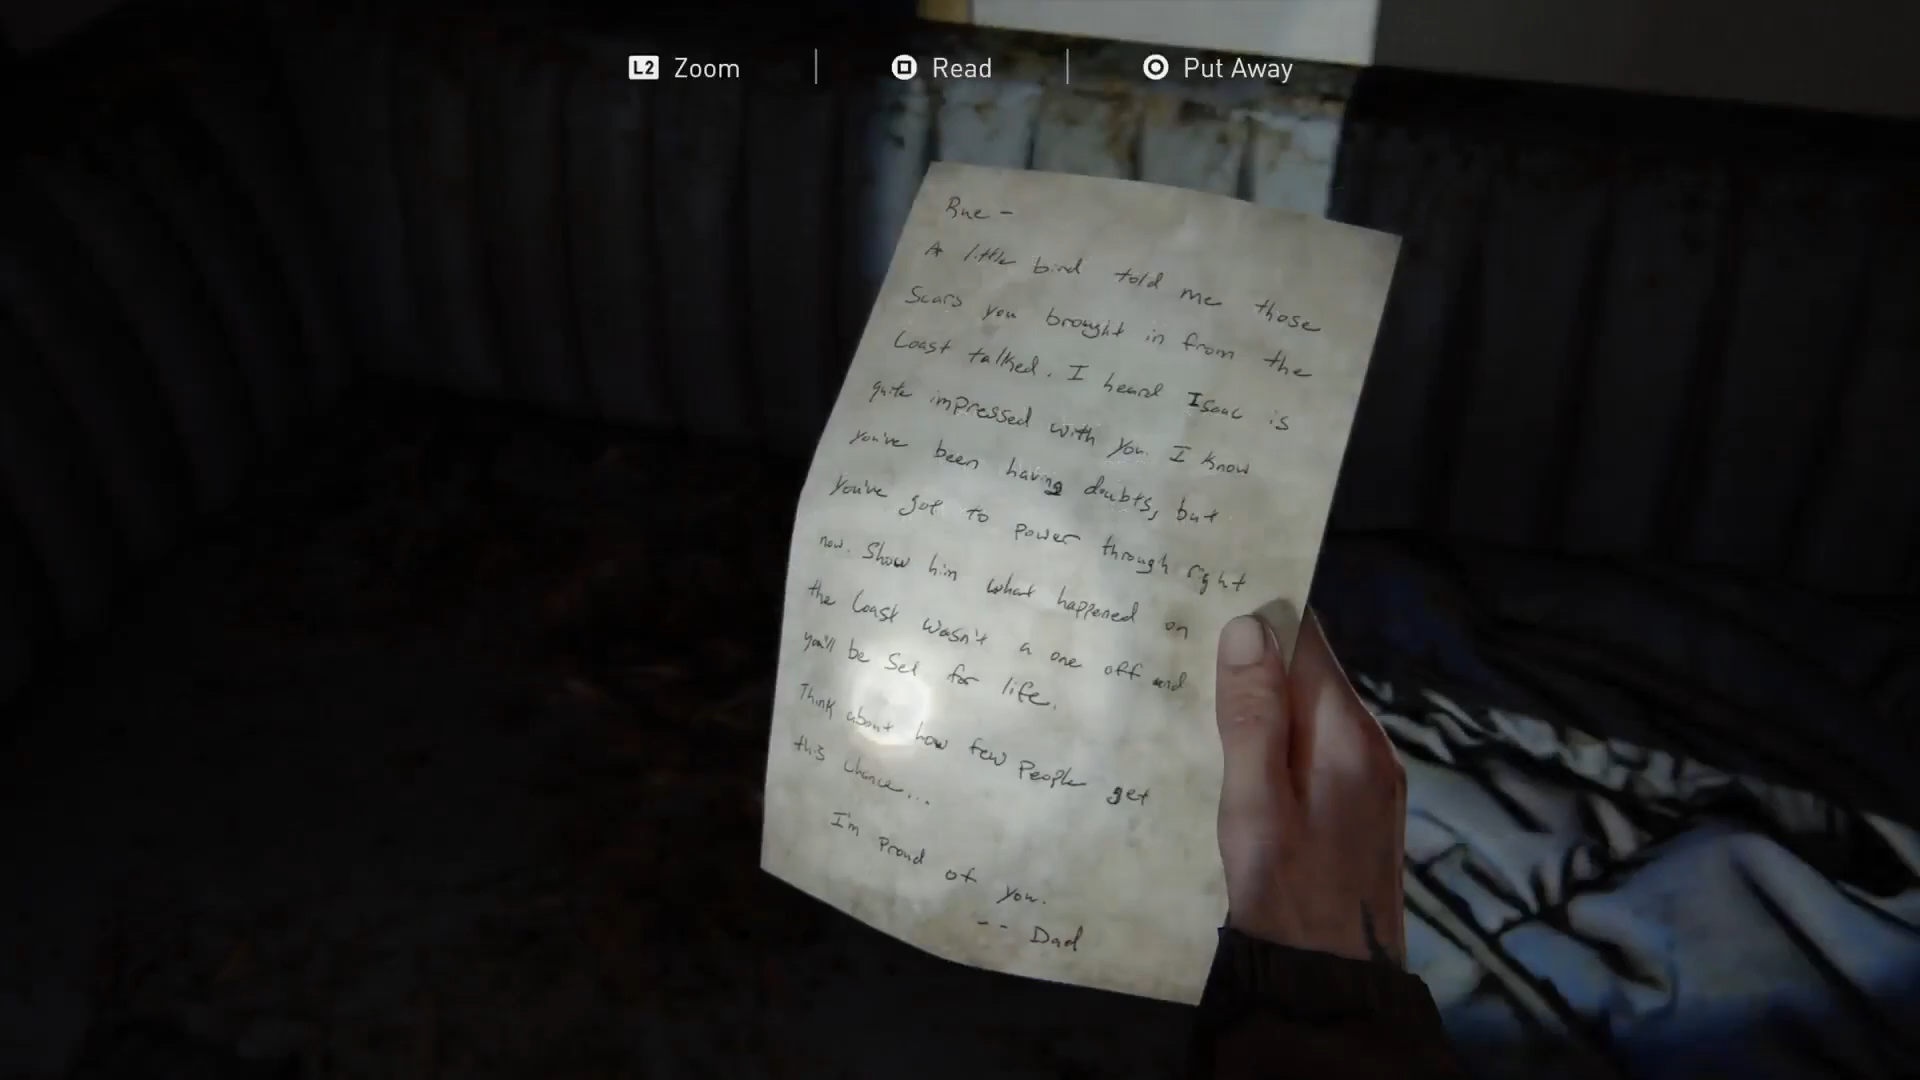 L2 Zoom | Read | Put Away
Rue -
A little bird told me those
Scars you brought in from the
Coast talked. I heard Isaac is
quite impressed with you. I know
you've been having doubts, but
you've got to power through right
now. Show him what happened on
the Coast wasn't a one off and
you'll be set for life.
Think about how few people get
this chance...
I'm proud of you.
-- Dad